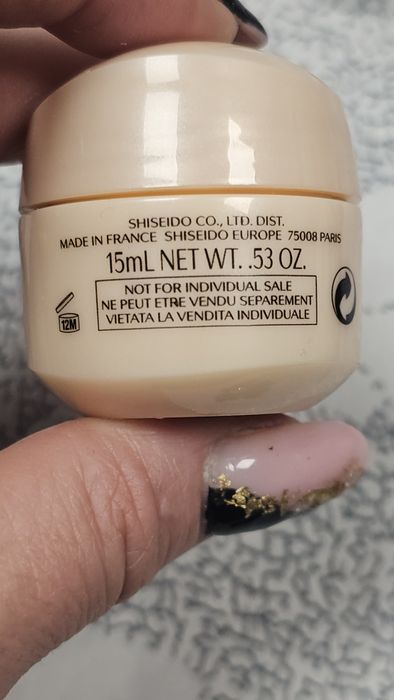 SHISEIDO CO., LTD. DIST.
MADE IN FRANCE SHISEIDO EUROPE 75008 PARIS
15mL NET WT. .53 OZ.
NOT FOR INDIVIDUAL SALE
NE PEUT ETRE VENDU SEPAREMENT
VIETATA LA VENDITA INDIVIDUALE
12M